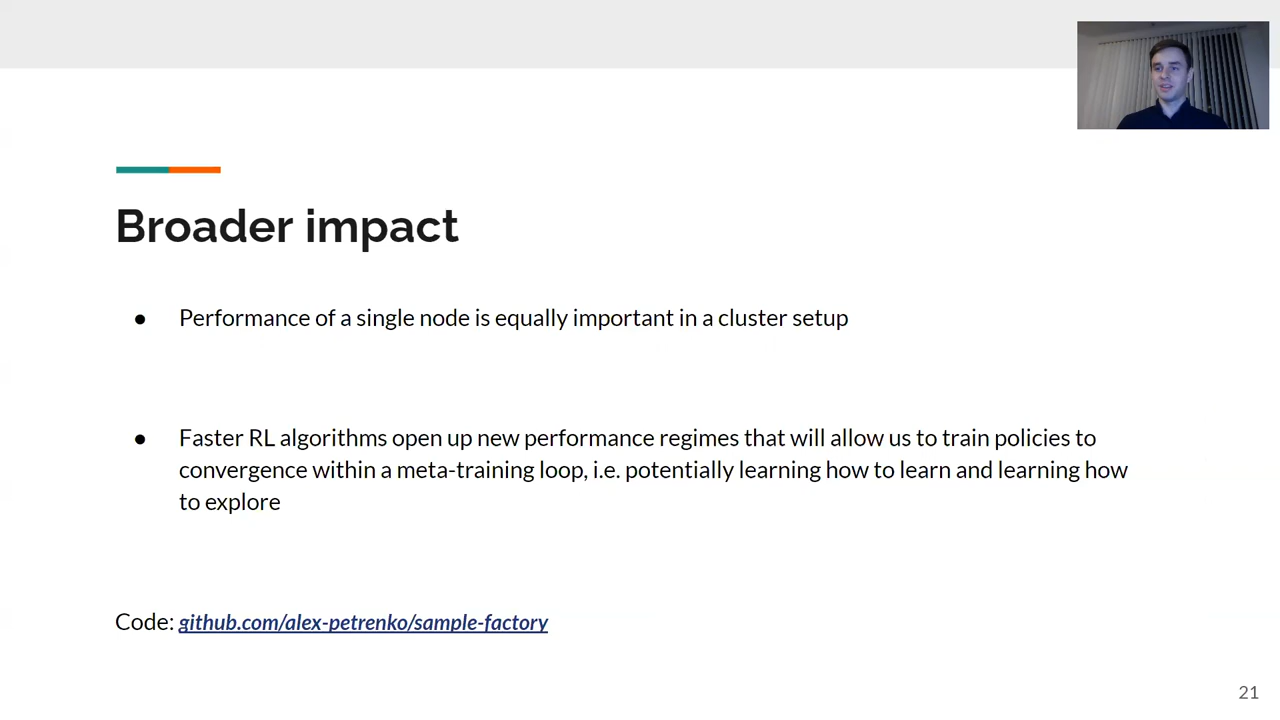 Broader impact
● Performance of a single node is equally important in a cluster setup
● Faster RL algorithms open up new performance regimes that will allow us to train policies to
convergence within a meta-training loop, i.e. potentially learning how to learn and learning how
to explore
Code: github.com/alex-petrenko/sample-factory
21